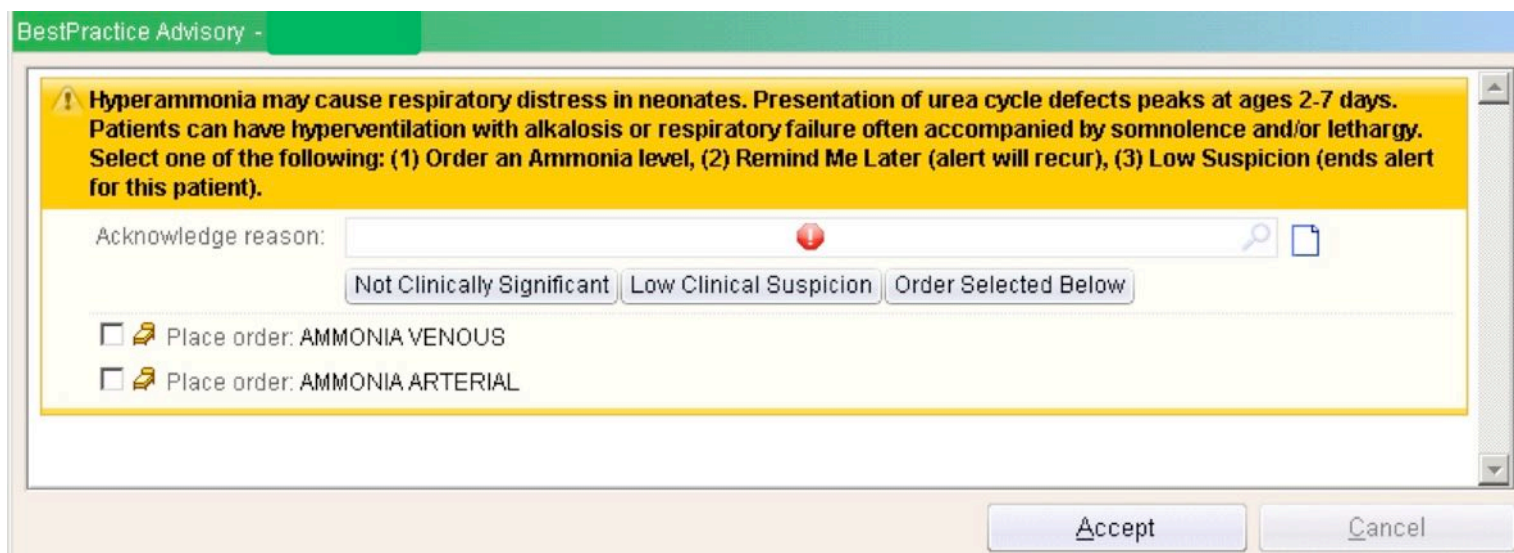 BestPractice Advisory -
Hyperammonia may cause respiratory distress in neonates. Presentation of urea cycle defects peaks at ages 2-7 days.
Patients can have hyperventilation with alkalosis or respiratory failure often accompanied by somnolence and/or lethargy.
Select one of the following: (1) Order an Ammonia level, (2) Remind Me Later (alert will recur), (3) Low Suspicion (ends alert
for this patient).
Acknowledge reason:
Not Clinically Significant Low Clinical Suspicion Order Selected Below
Place order: AMMONIA VENOUS
Place order: AMMONIA ARTERIAL
Accept Cancel